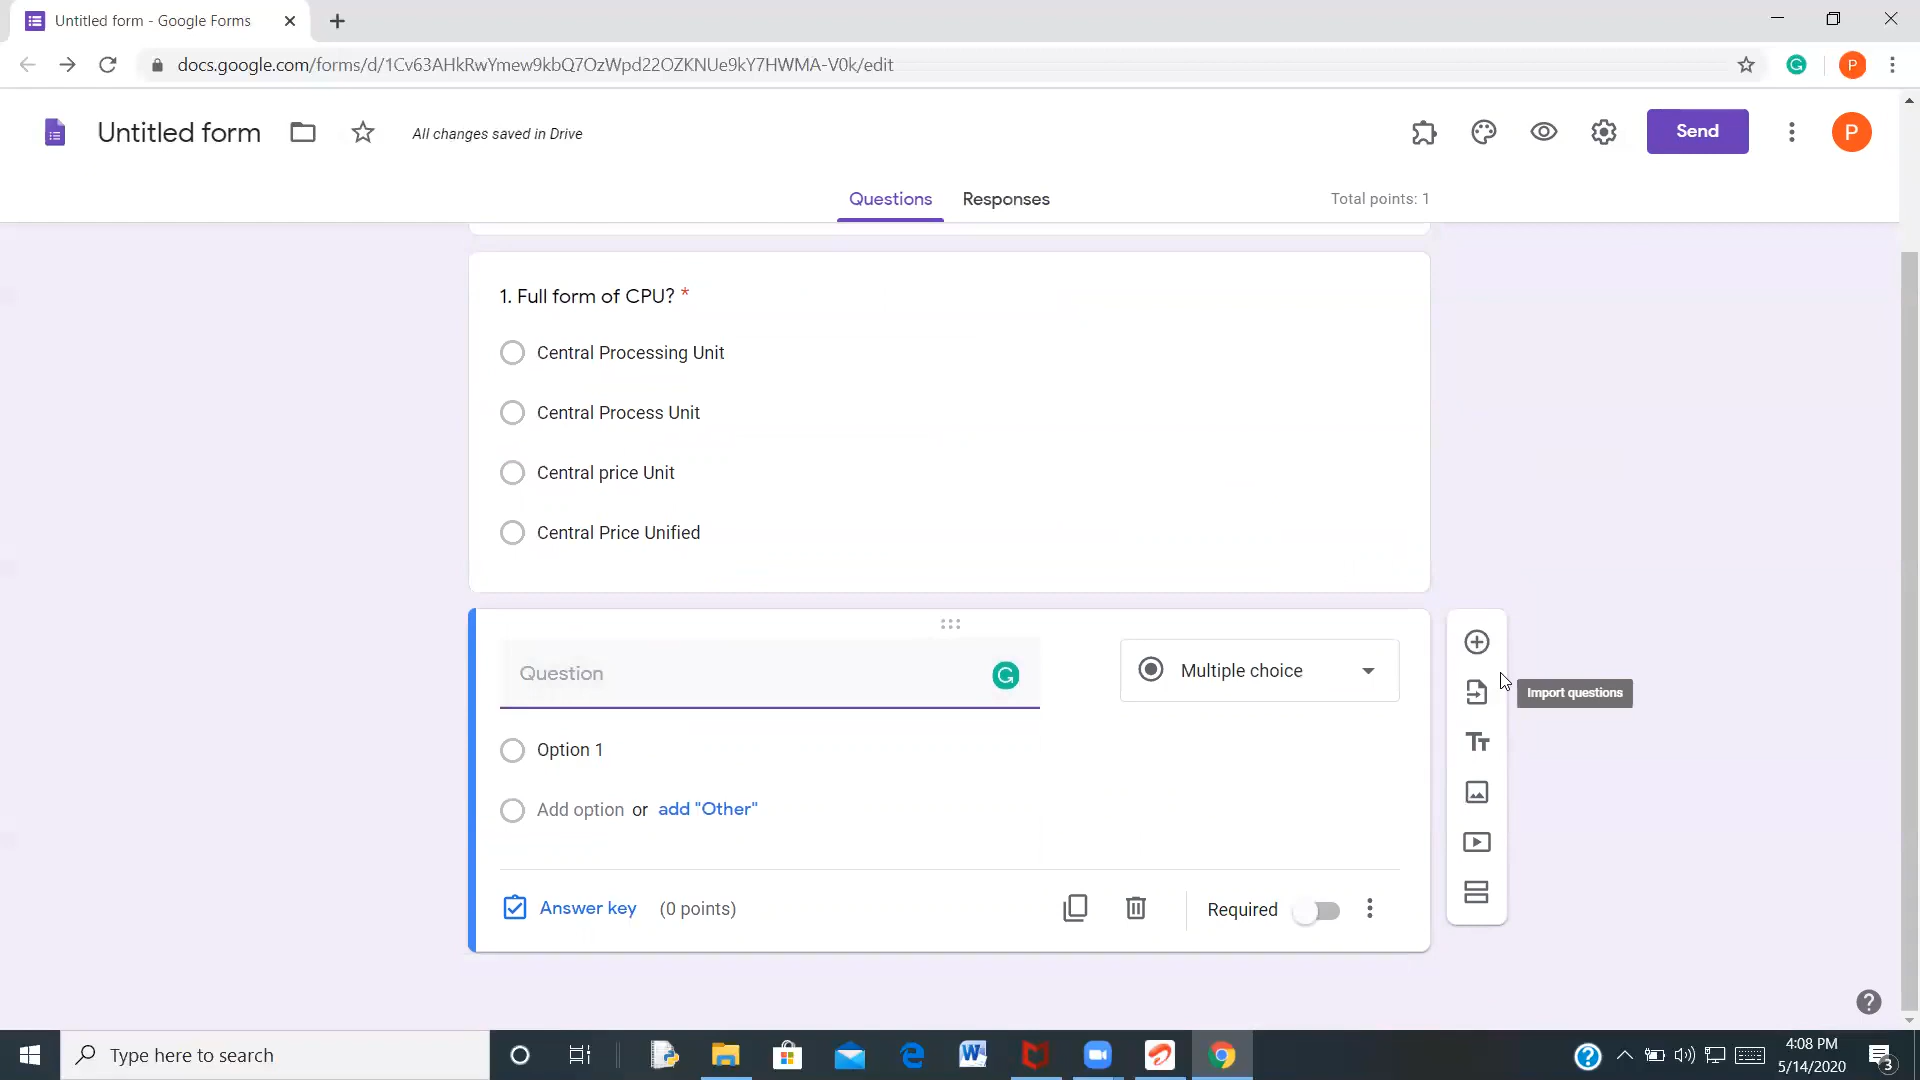 Untitled form - Google Forms
docs.google.com/forms/d/1Cv63AHkRwYmew9kbQ7OzWpd22OZKNUe9kY7HWMA-V0k/edit
P
Untitled form
All changes saved in Drive
Send
P
Questions
Responses
Total points: 1
1. Full form of CPU? *
Central Processing Unit
Central Process Unit
Central price Unit
Central Price Unified
Question
Multiple choice
Import questions
Option 1
Add option or add "Other"
Answer key (0 points)
Required
Type here to search
4:08 PM
5/14/2020
3